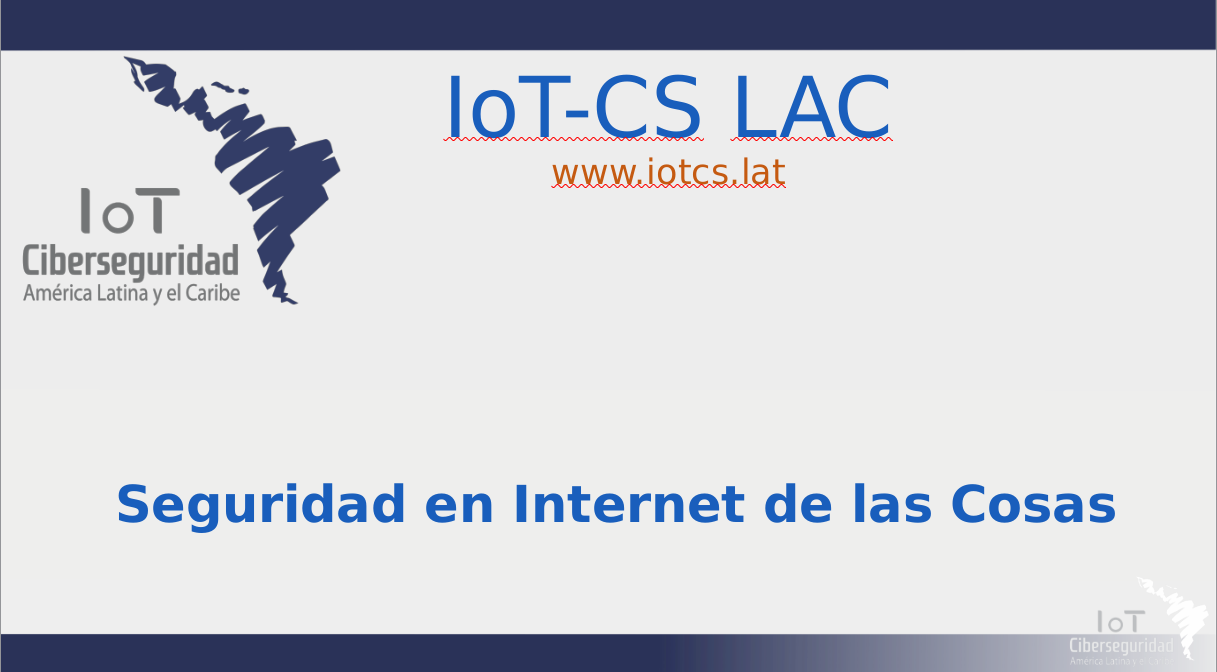 IoT-CS LAC
www.iotcs.lat
IoT
Ciberseguridad
América Latina y el Caribe
Seguridad en Internet de las Cosas
IoT
Ciberseguridad
América Latina y el Caribe